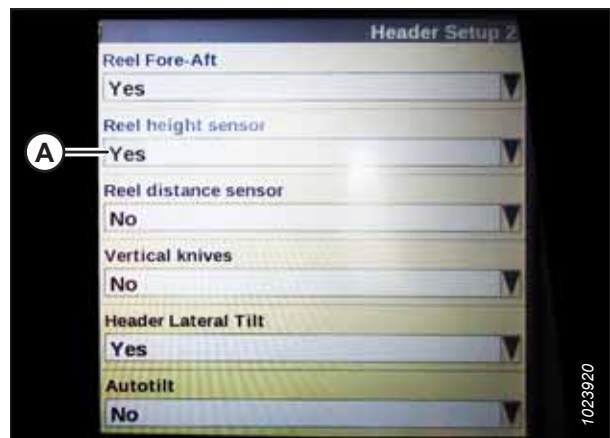 Header Setup 2
Reel Fore-Aft
Yes
Reel height sensor
A
Yes
Reel distance sensor
No
Vertical knives
No
Header Lateral Tilt
Yes
Autotilt
No
1023920